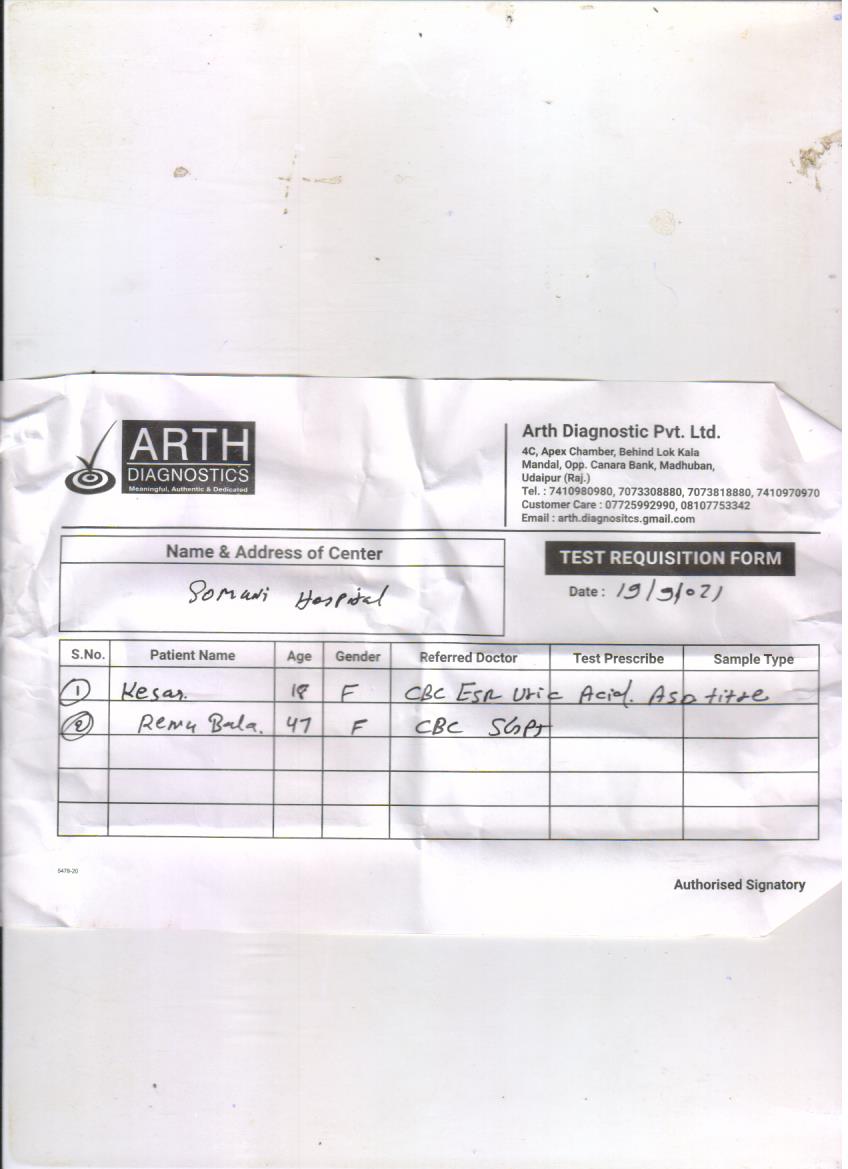 ARTH
DIAGNOSTICS
Meaningful, Authentic & Dedicated
Arth Diagnostic Pvt. Ltd.
4C, Apex Chamber, Behind Lok Kala
Mandal, Opp. Canara Bank, Madhuban,
Udaipur (Raj.)
Tel. : 7410980980, 7073308880, 7073818880, 7410970970
Customer Care : 07725992990, 08107753342
Email : arth.diagnositcs.gmail.com
Name & Address of Center
Somani Hospital
TEST REQUISITION FORM
Date : 19/9/021
S.No. Patient Name Age Gender Referred Doctor Test Prescribe Sample Type
1 Kesar. 18 F CBC ESR Uric Acid. Aso titre
2 Renu Bala. 47 F CBC SGPT
5478-20
Authorised Signatory